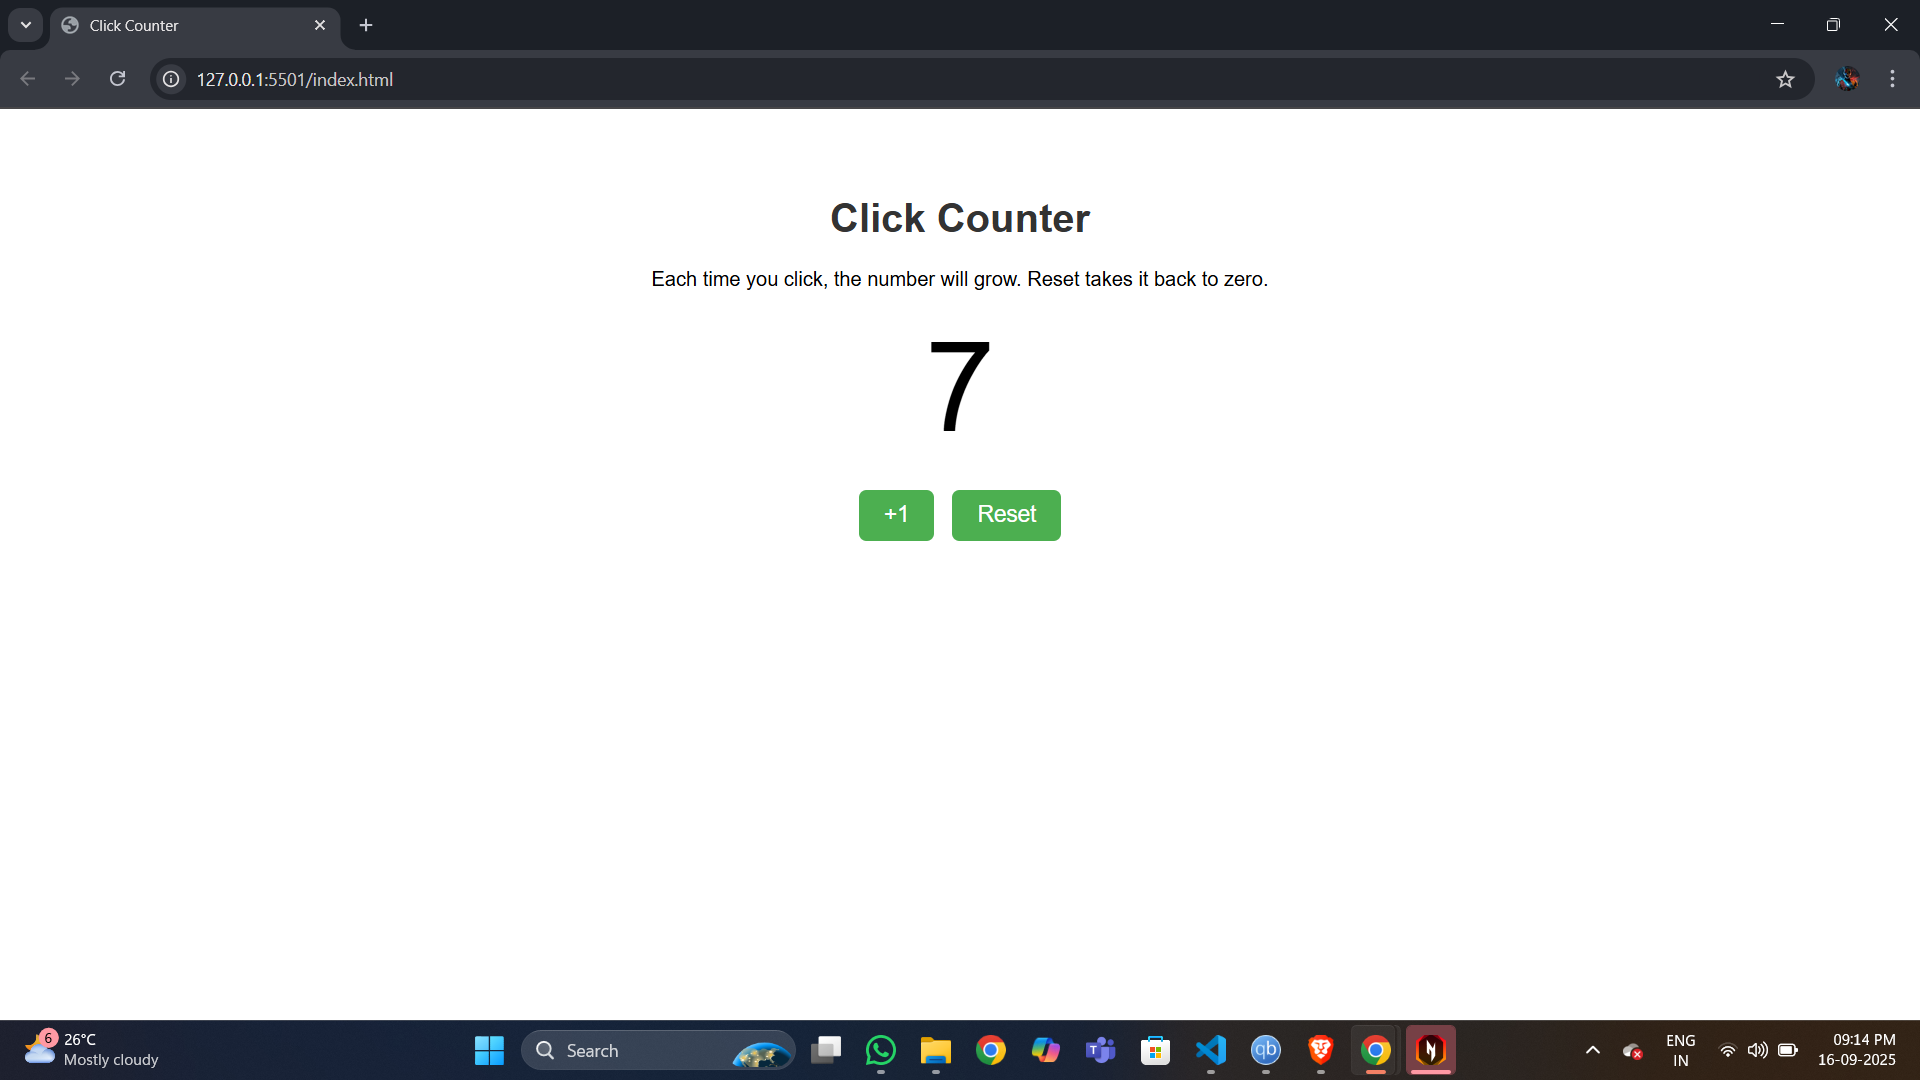 Click Counter
127.0.0.1:5501/index.html
Click Counter
Each time you click, the number will grow. Reset takes it back to zero.
7
+1 Reset
6
26°C
Mostly cloudy
Search
T
qb
ENG
IN
09:14 PM
16-09-2025